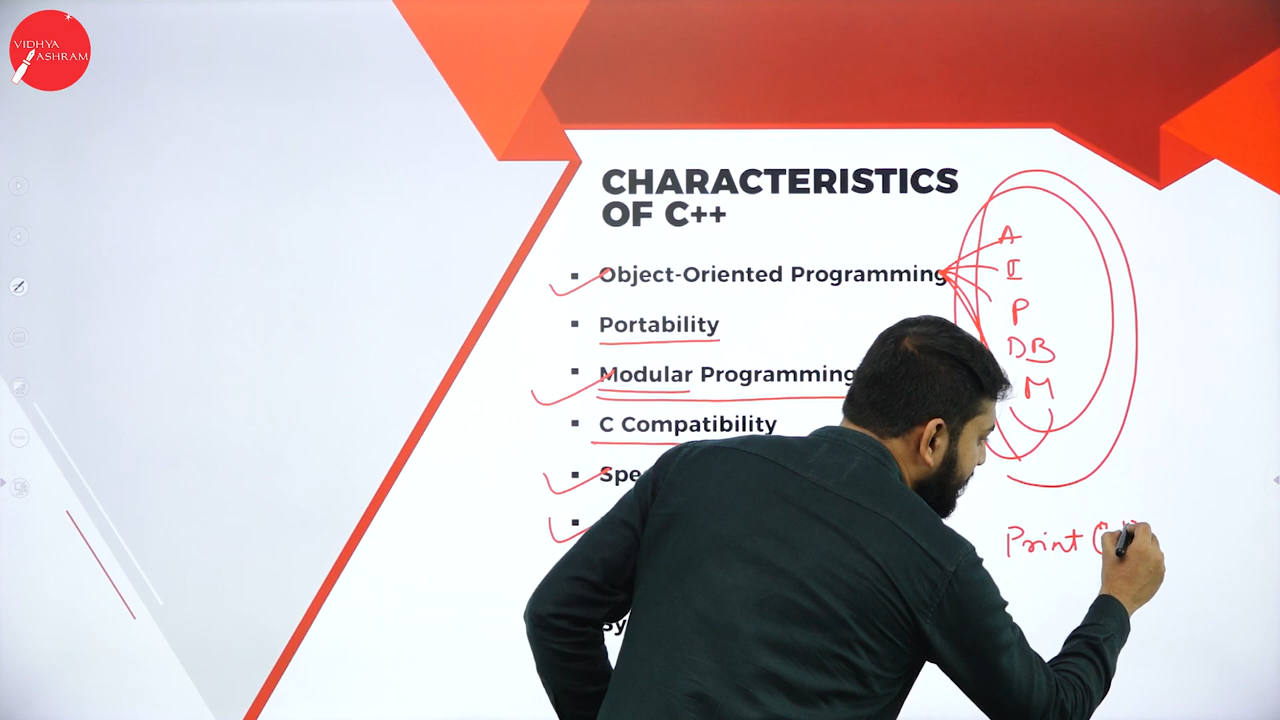 VIDHYA
ASHRAM
CHARACTERISTICS
OF C++
Object-Oriented Programming
Portability
Modular Programming
C Compatibility
A
I
P
DB
M
Print ("